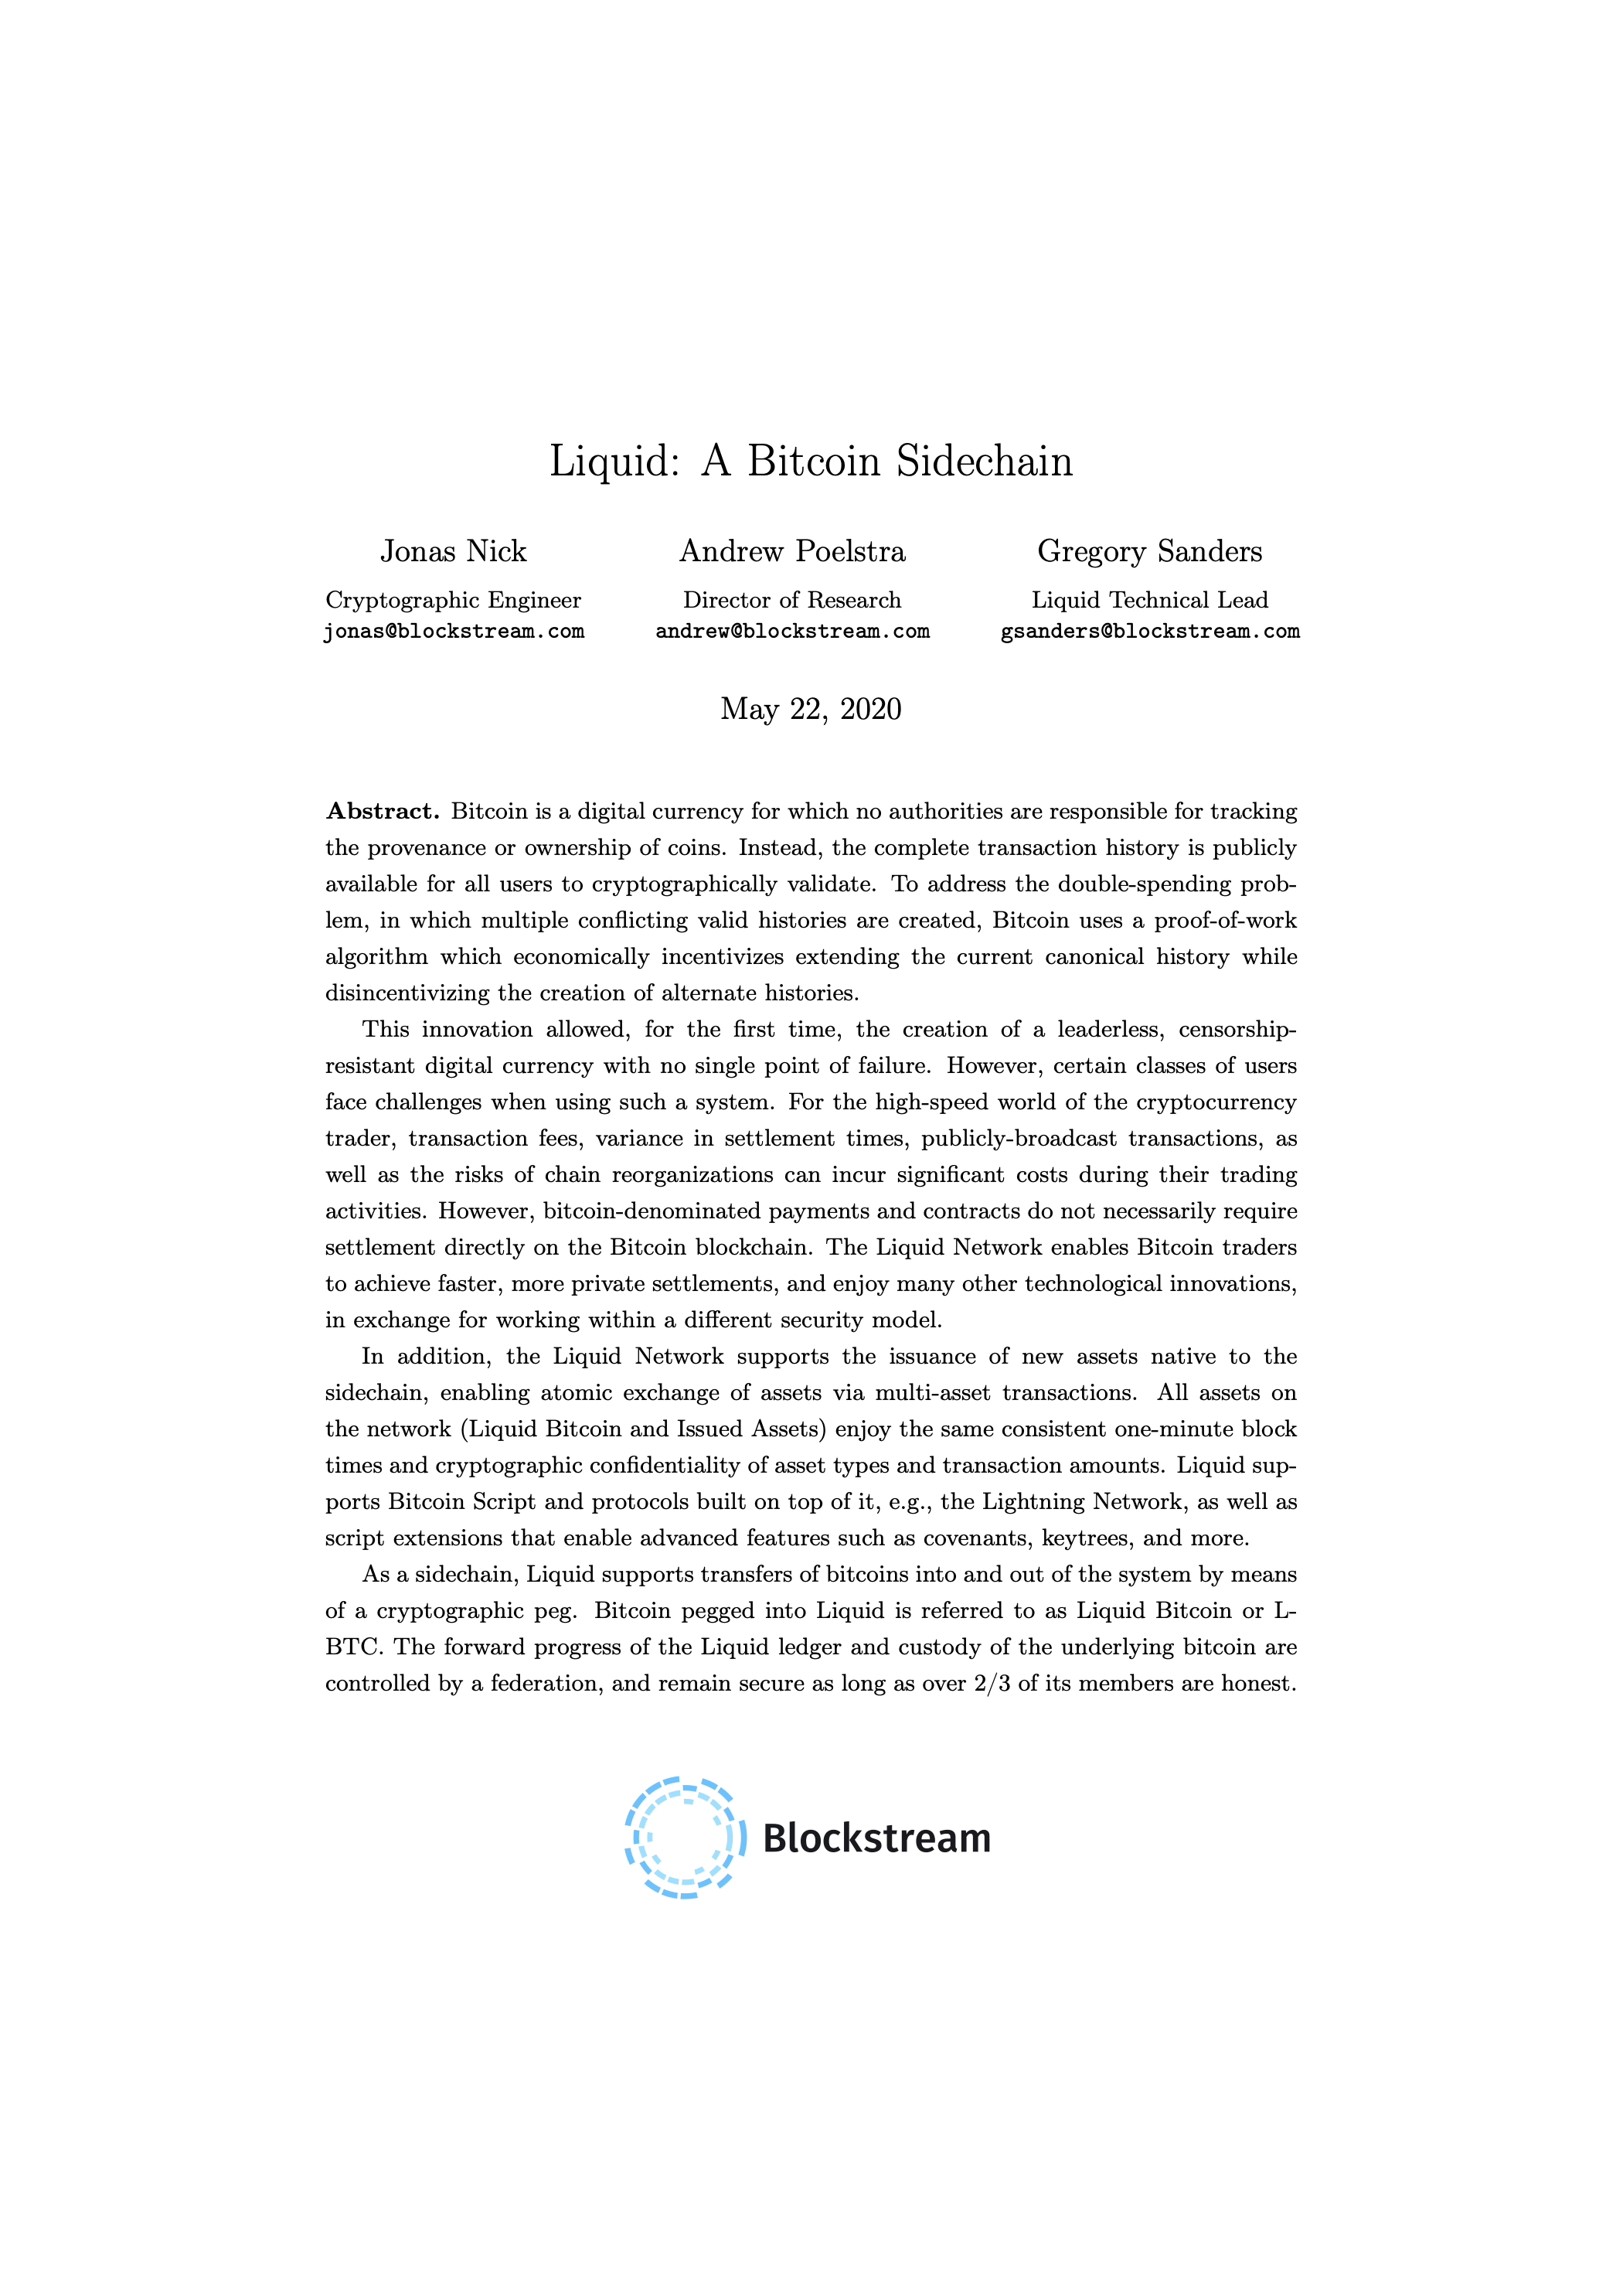 Liquid: A Bitcoin Sidechain
Jonas Nick
Cryptographic Engineer
jonas@blockstream.com
Andrew Poelstra
Director of Research
andrew@blockstream.com
Gregory Sanders
Liquid Technical Lead
gsanders@blockstream.com
May 22, 2020
Abstract. Bitcoin is a digital currency for which no authorities are responsible for tracking
the provenance or ownership of coins. Instead, the complete transaction history is publicly
available for all users to cryptographically validate. To address the double-spending prob-
lem, in which multiple conflicting valid histories are created, Bitcoin uses a proof-of-work
algorithm which economically incentivizes extending the current canonical history while
disincentivizing the creation of alternate histories.
This innovation allowed, for the first time, the creation of a leaderless, censorship-
resistant digital currency with no single point of failure. However, certain classes of users
face challenges when using such a system. For the high-speed world of the cryptocurrency
trader, transaction fees, variance in settlement times, publicly-broadcast transactions, as
well as the risks of chain reorganizations can incur significant costs during their trading
activities. However, bitcoin-denominated payments and contracts do not necessarily require
settlement directly on the Bitcoin blockchain. The Liquid Network enables Bitcoin traders
to achieve faster, more private settlements, and enjoy many other technological innovations,
in exchange for working within a different security model.
In addition, the Liquid Network supports the issuance of new assets native to the
sidechain, enabling atomic exchange of assets via multi-asset transactions. All assets on
the network (Liquid Bitcoin and Issued Assets) enjoy the same consistent one-minute block
times and cryptographic confidentiality of asset types and transaction amounts. Liquid sup-
ports Bitcoin Script and protocols built on top of it, e.g., the Lightning Network, as well as
script extensions that enable advanced features such as covenants, keytrees, and more.
As a sidechain, Liquid supports transfers of bitcoins into and out of the system by means
of a cryptographic peg. Bitcoin pegged into Liquid is referred to as Liquid Bitcoin or L-
BTC. The forward progress of the Liquid ledger and custody of the underlying bitcoin are
controlled by a federation, and remain secure as long as over 2/3 of its members are honest.
Blockstream